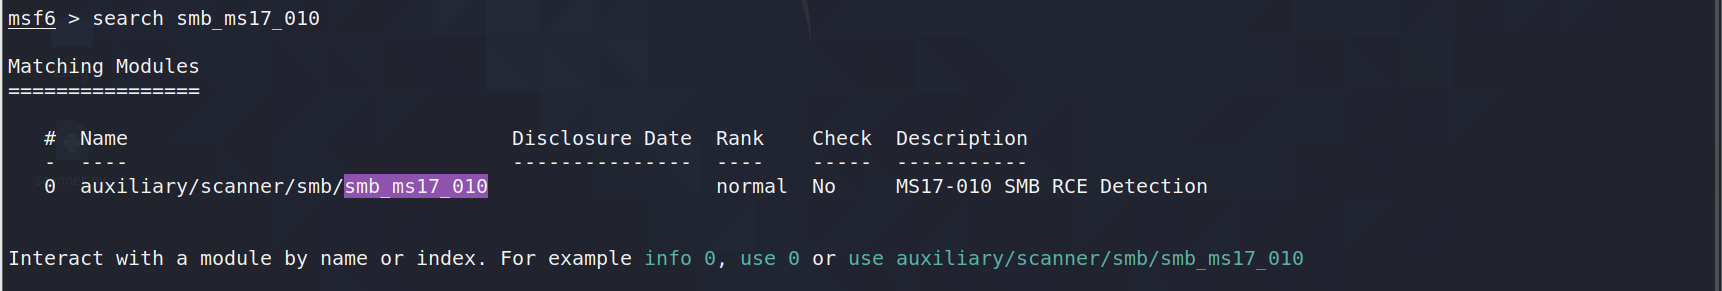 msf6 > search smb_ms17_010
Matching Modules
================
#  Name                                Disclosure Date  Rank    Check  Description
-  ----                                ---------------  ----    -----  -----------
0  auxiliary/scanner/smb/smb_ms17_010                   normal  No     MS17-010 SMB RCE Detection
Interact with a module by name or index. For example info 0, use 0 or use auxiliary/scanner/smb/smb_ms17_010